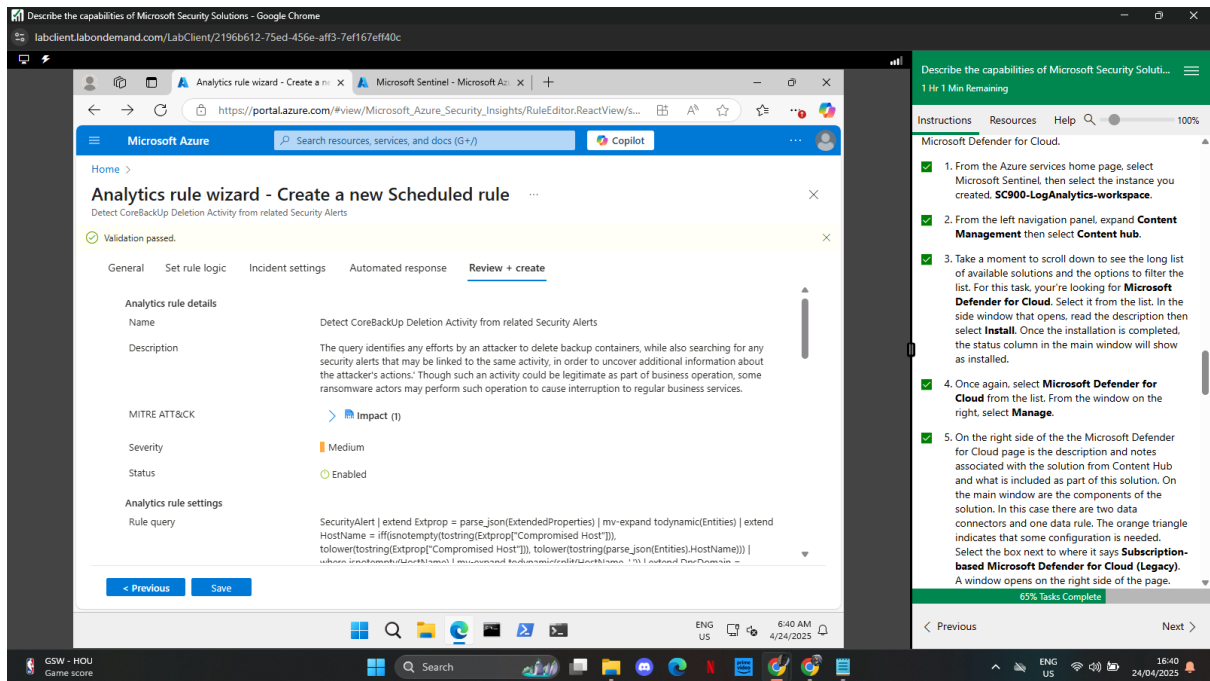 Describe the capabilities of Microsoft Security Solutions - Google Chrome
labclient.labondemand.com/LabClient/2196b612-75ed-456e-aff3-7ef167eff40c
Analytics rule wizard - Create a n
Microsoft Sentinel - Microsoft Az
https://portal.azure.com/#view/Microsoft_Azure_Security_Insights/RuleEditor.ReactView/s...
Microsoft Azure
Search resources, services, and docs (G+/)
Copilot
Home >
Analytics rule wizard - Create a new Scheduled rule ...
Detect CoreBackUp Deletion Activity from related Security Alerts
Validation passed.
General Set rule logic Incident settings Automated response Review + create
Analytics rule details
Name Detect CoreBackUp Deletion Activity from related Security Alerts
Description The query identifies any efforts by an attacker to delete backup containers, while also searching for any
security alerts that may be linked to the same activity, in order to uncover additional information about
the attacker's actions.' Though such an activity could be legitimate as part of business operation, some
ransomware actors may perform such operation to cause interruption to regular business services.
MITRE ATT&CK Impact (1)
Severity Medium
Status Enabled
Analytics rule settings
Rule query SecurityAlert | extend Extprop = parse_json(ExtendedProperties) | mv-expand todynamic(Entities) | extend
HostName = iff(isnotempty(tostring(Extprop["Compromised Host"])),
tolower(tostring(Extprop["Compromised Host"])), tolower(tostring(parse_json(Entities).HostName))) |
where isnotempty(HostName) | mv-expand todynamic(split(HostName, ',')) | extend DnsDomain =
< Previous Save
ENG
US
6:40 AM
4/24/2025
Describe the capabilities of Microsoft Security Soluti...
1 Hr 1 Min Remaining
Instructions Resources Help 100%
Microsoft Defender for Cloud.
1. From the Azure services home page, select
Microsoft Sentinel, then select the instance you
created, SC900-LogAnalytics-workspace.
2. From the left navigation panel, expand Content
Management then select Content hub.
3. Take a moment to scroll down to see the long list
of available solutions and the options to filter the
list. For this task, your're looking for Microsoft
Defender for Cloud. Select it from the list. In the
side window that opens, read the description then
select Install. Once the installation is completed,
the status column in the main window will show
as installed.
4. Once again, select Microsoft Defender for
Cloud from the list. From the window on the
right, select Manage.
5. On the right side of the the Microsoft Defender
for Cloud page is the description and notes
associated with the solution from Content Hub
and what is included as part of this solution. On
the main window are the components of the
solution. In this case there are two data
connectors and one data rule. The orange triangle
indicates that some configuration is needed.
Select the box next to where it says Subscription-
based Microsoft Defender for Cloud (Legacy).
A window opens on the right side of the page.
65% Tasks Complete
< Previous Next >
GSW - HOU
Game score
Search
ENG
US
16:40
24/04/2025